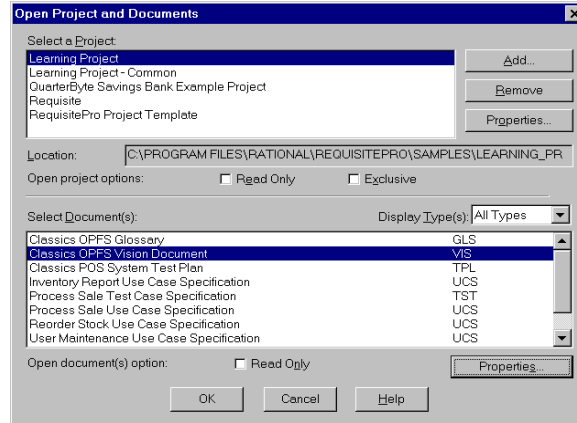 Open Project and Documents
Select a Project:
Learning Project
Learning Project - Common
QuarterByte Savings Bank Example Project
Requisite
RequisitePro Project Template
Add...
Remove
Properties...
Location: C:\PROGRAM FILES\RATIONAL\REQUISITEPRO\SAMPLES\LEARNING_PR
Open project options: Read Only Exclusive
Select Document(s): Display Type(s): All Types
Classics OPFS Glossary GLS
Classics OPFS Vision Document VIS
Classics POS System Test Plan TPL
Inventory Report Use Case Specification UCS
Process Sale Test Case Specification TST
Process Sale Use Case Specification UCS
Reorder Stock Use Case Specification UCS
User Maintenance Use Case Specification UCS
Open document(s) option: Read Only Properties...
OK Cancel Help